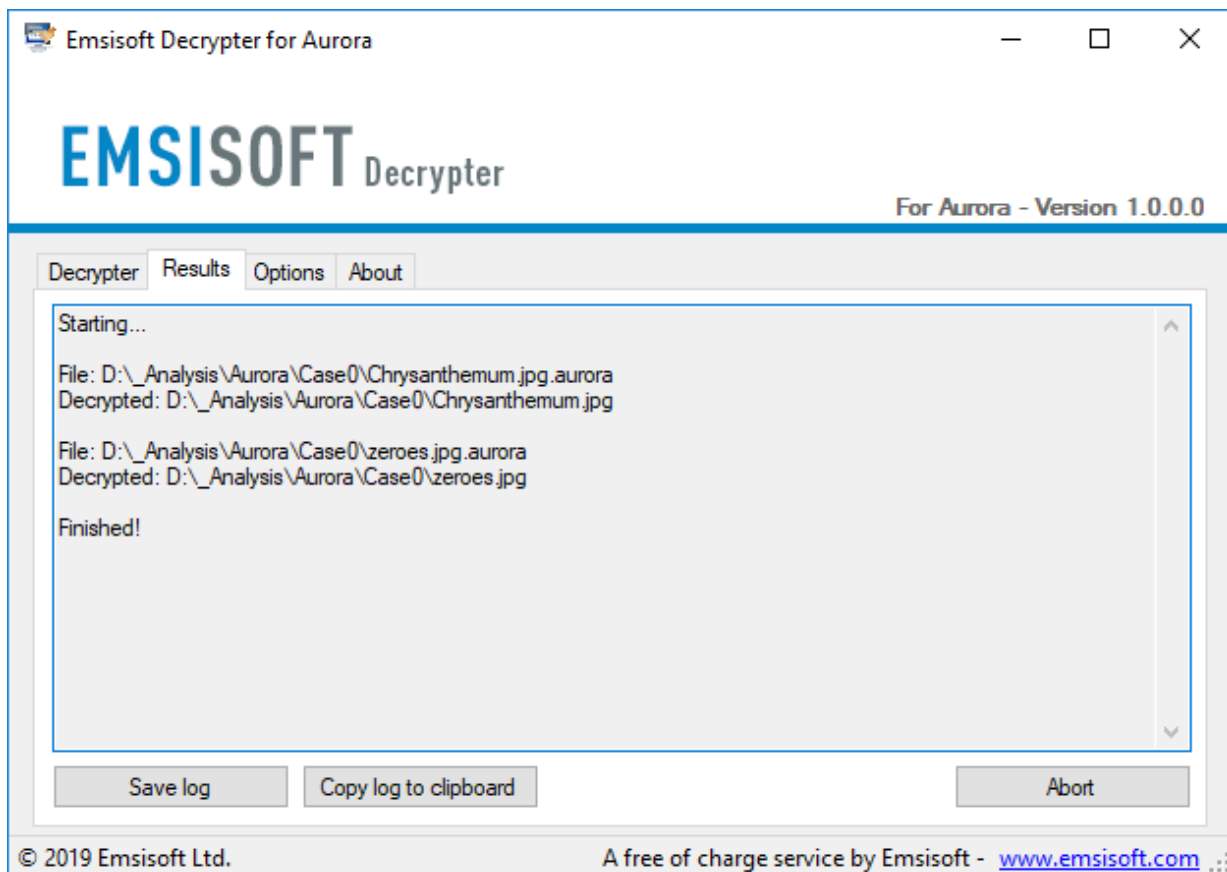 Emsisoft Decrypter for Aurora
EMSISOFT Decrypter
For Aurora - Version 1.0.0.0
Decrypter Results Options About
Starting...
File: D:\_Analysis\Aurora\Case0\Chrysanthemum.jpg.aurora
Decrypted: D:\_Analysis\Aurora\Case0\Chrysanthemum.jpg
File: D:\_Analysis\Aurora\Case0\zeroes.jpg.aurora
Decrypted: D:\_Analysis\Aurora\Case0\zeroes.jpg
Finished!
Save log Copy log to clipboard Abort
© 2019 Emsisoft Ltd. A free of charge service by Emsisoft - www.emsisoft.com